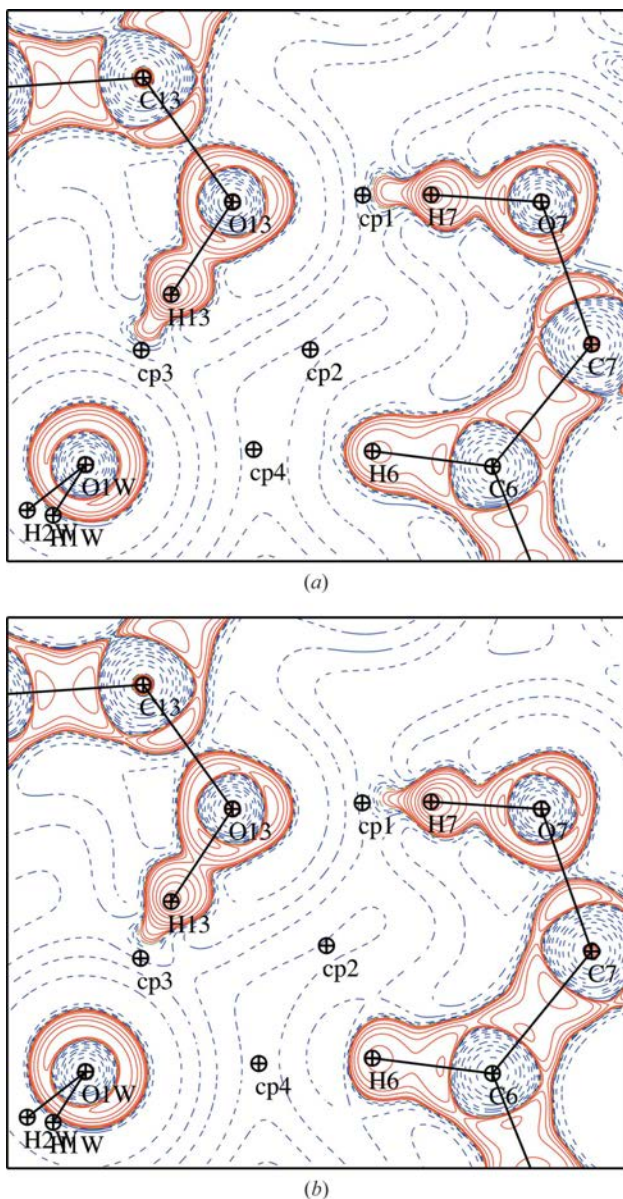 C13
cp1 H7 O7
O13
H13
cp3 cp2 C7
cp4 H6 C6
O1W
H2W H1W
(a)
C13
cp1 H7 O7
O13
H13
cp3 cp2 C7
cp4 H6 C6
O1W
H2W H1W
(b)